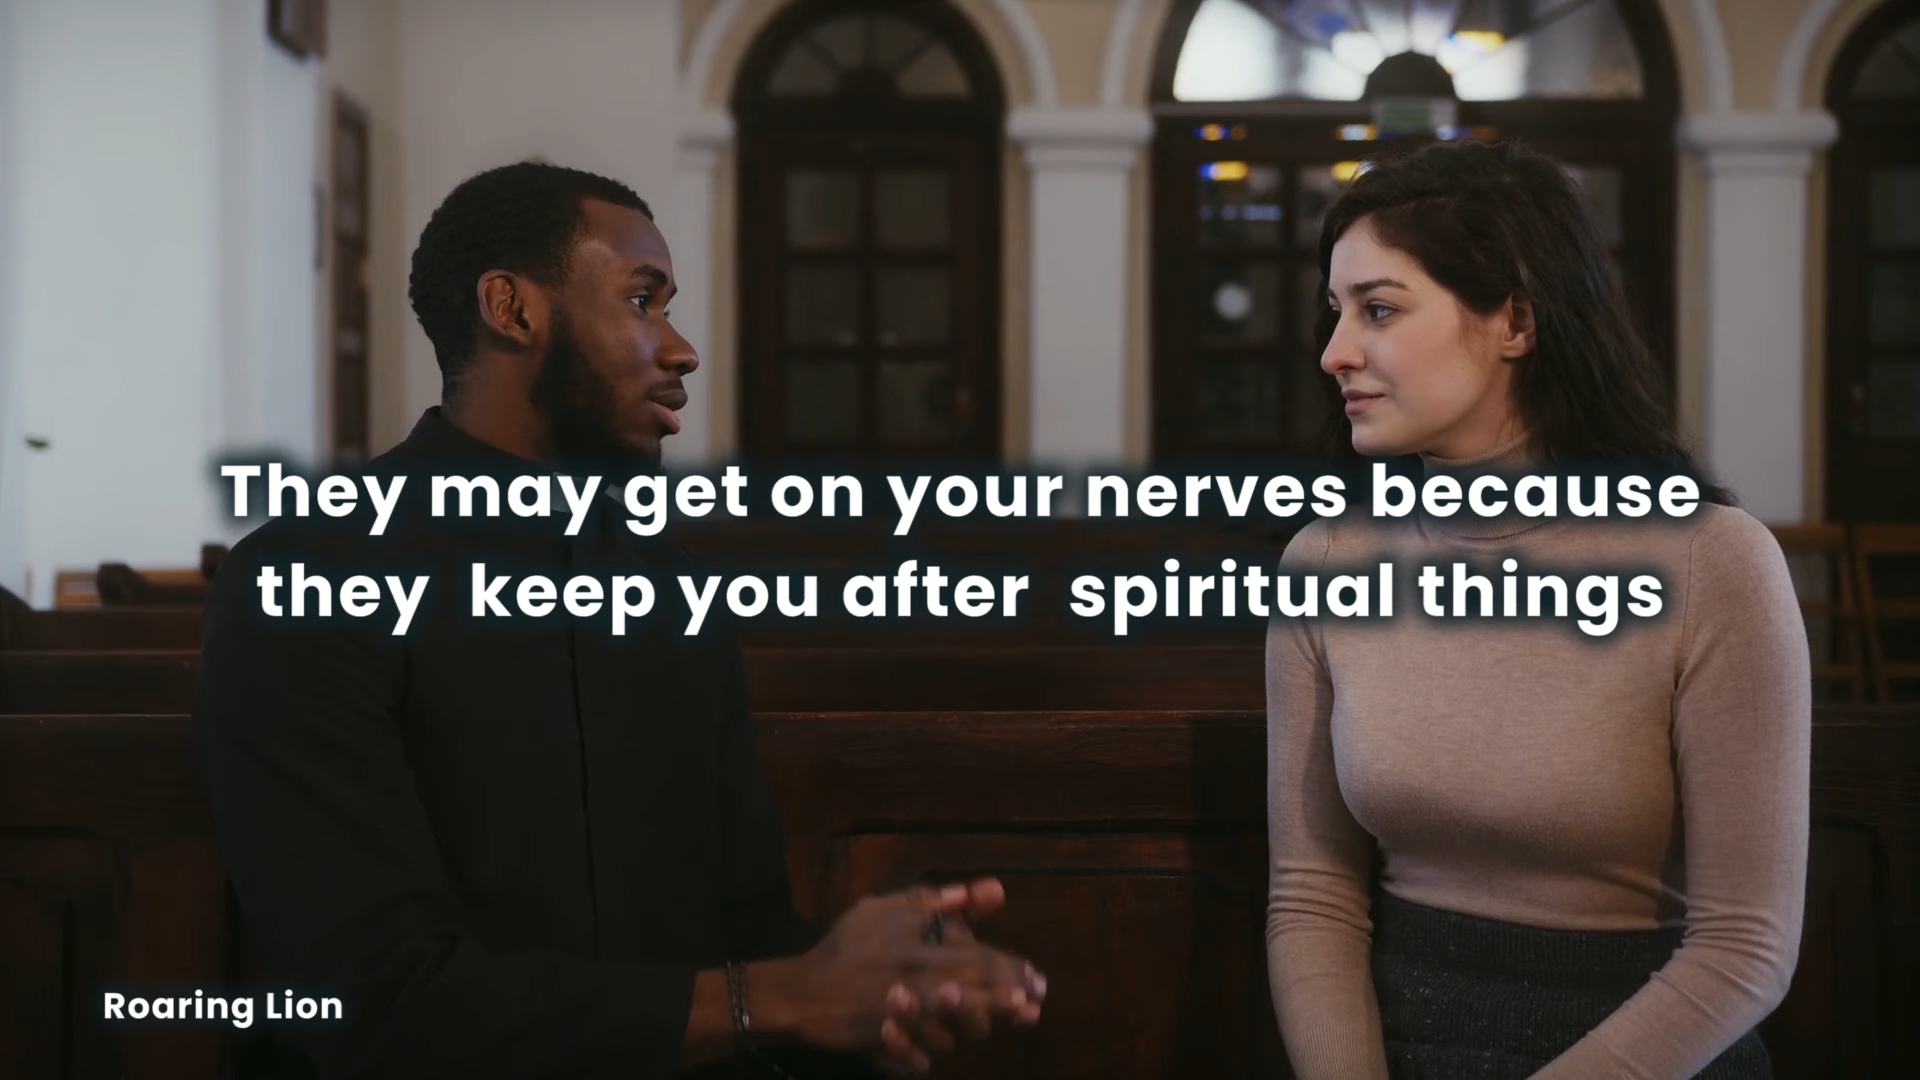 They may get on your nerves because
they keep you after spiritual things
Roaring Lion